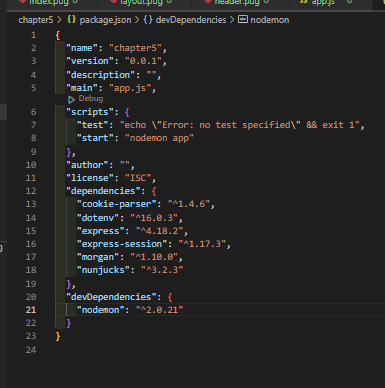 index.pug layout.pug header.pug app.js
chapter5 > package.json > devDependencies > nodemon
1 {
2 "name": "chapter5",
3 "version": "0.0.1",
4 "description": "",
5 "main": "app.js",
Debug
6 "scripts": {
7 "test": "echo \"Error: no test specified\" && exit 1",
8 "start": "nodemon app"
9 },
10 "author": "",
11 "license": "ISC",
12 "dependencies": {
13 "cookie-parser": "^1.4.6",
14 "dotenv": "^16.0.3",
15 "express": "^4.18.2",
16 "express-session": "^1.17.3",
17 "morgan": "^1.10.0",
18 "nunjucks": "^3.2.3"
19 },
20 "devDependencies": {
21 "nodemon": "^2.0.21"
22 }
23 }
24